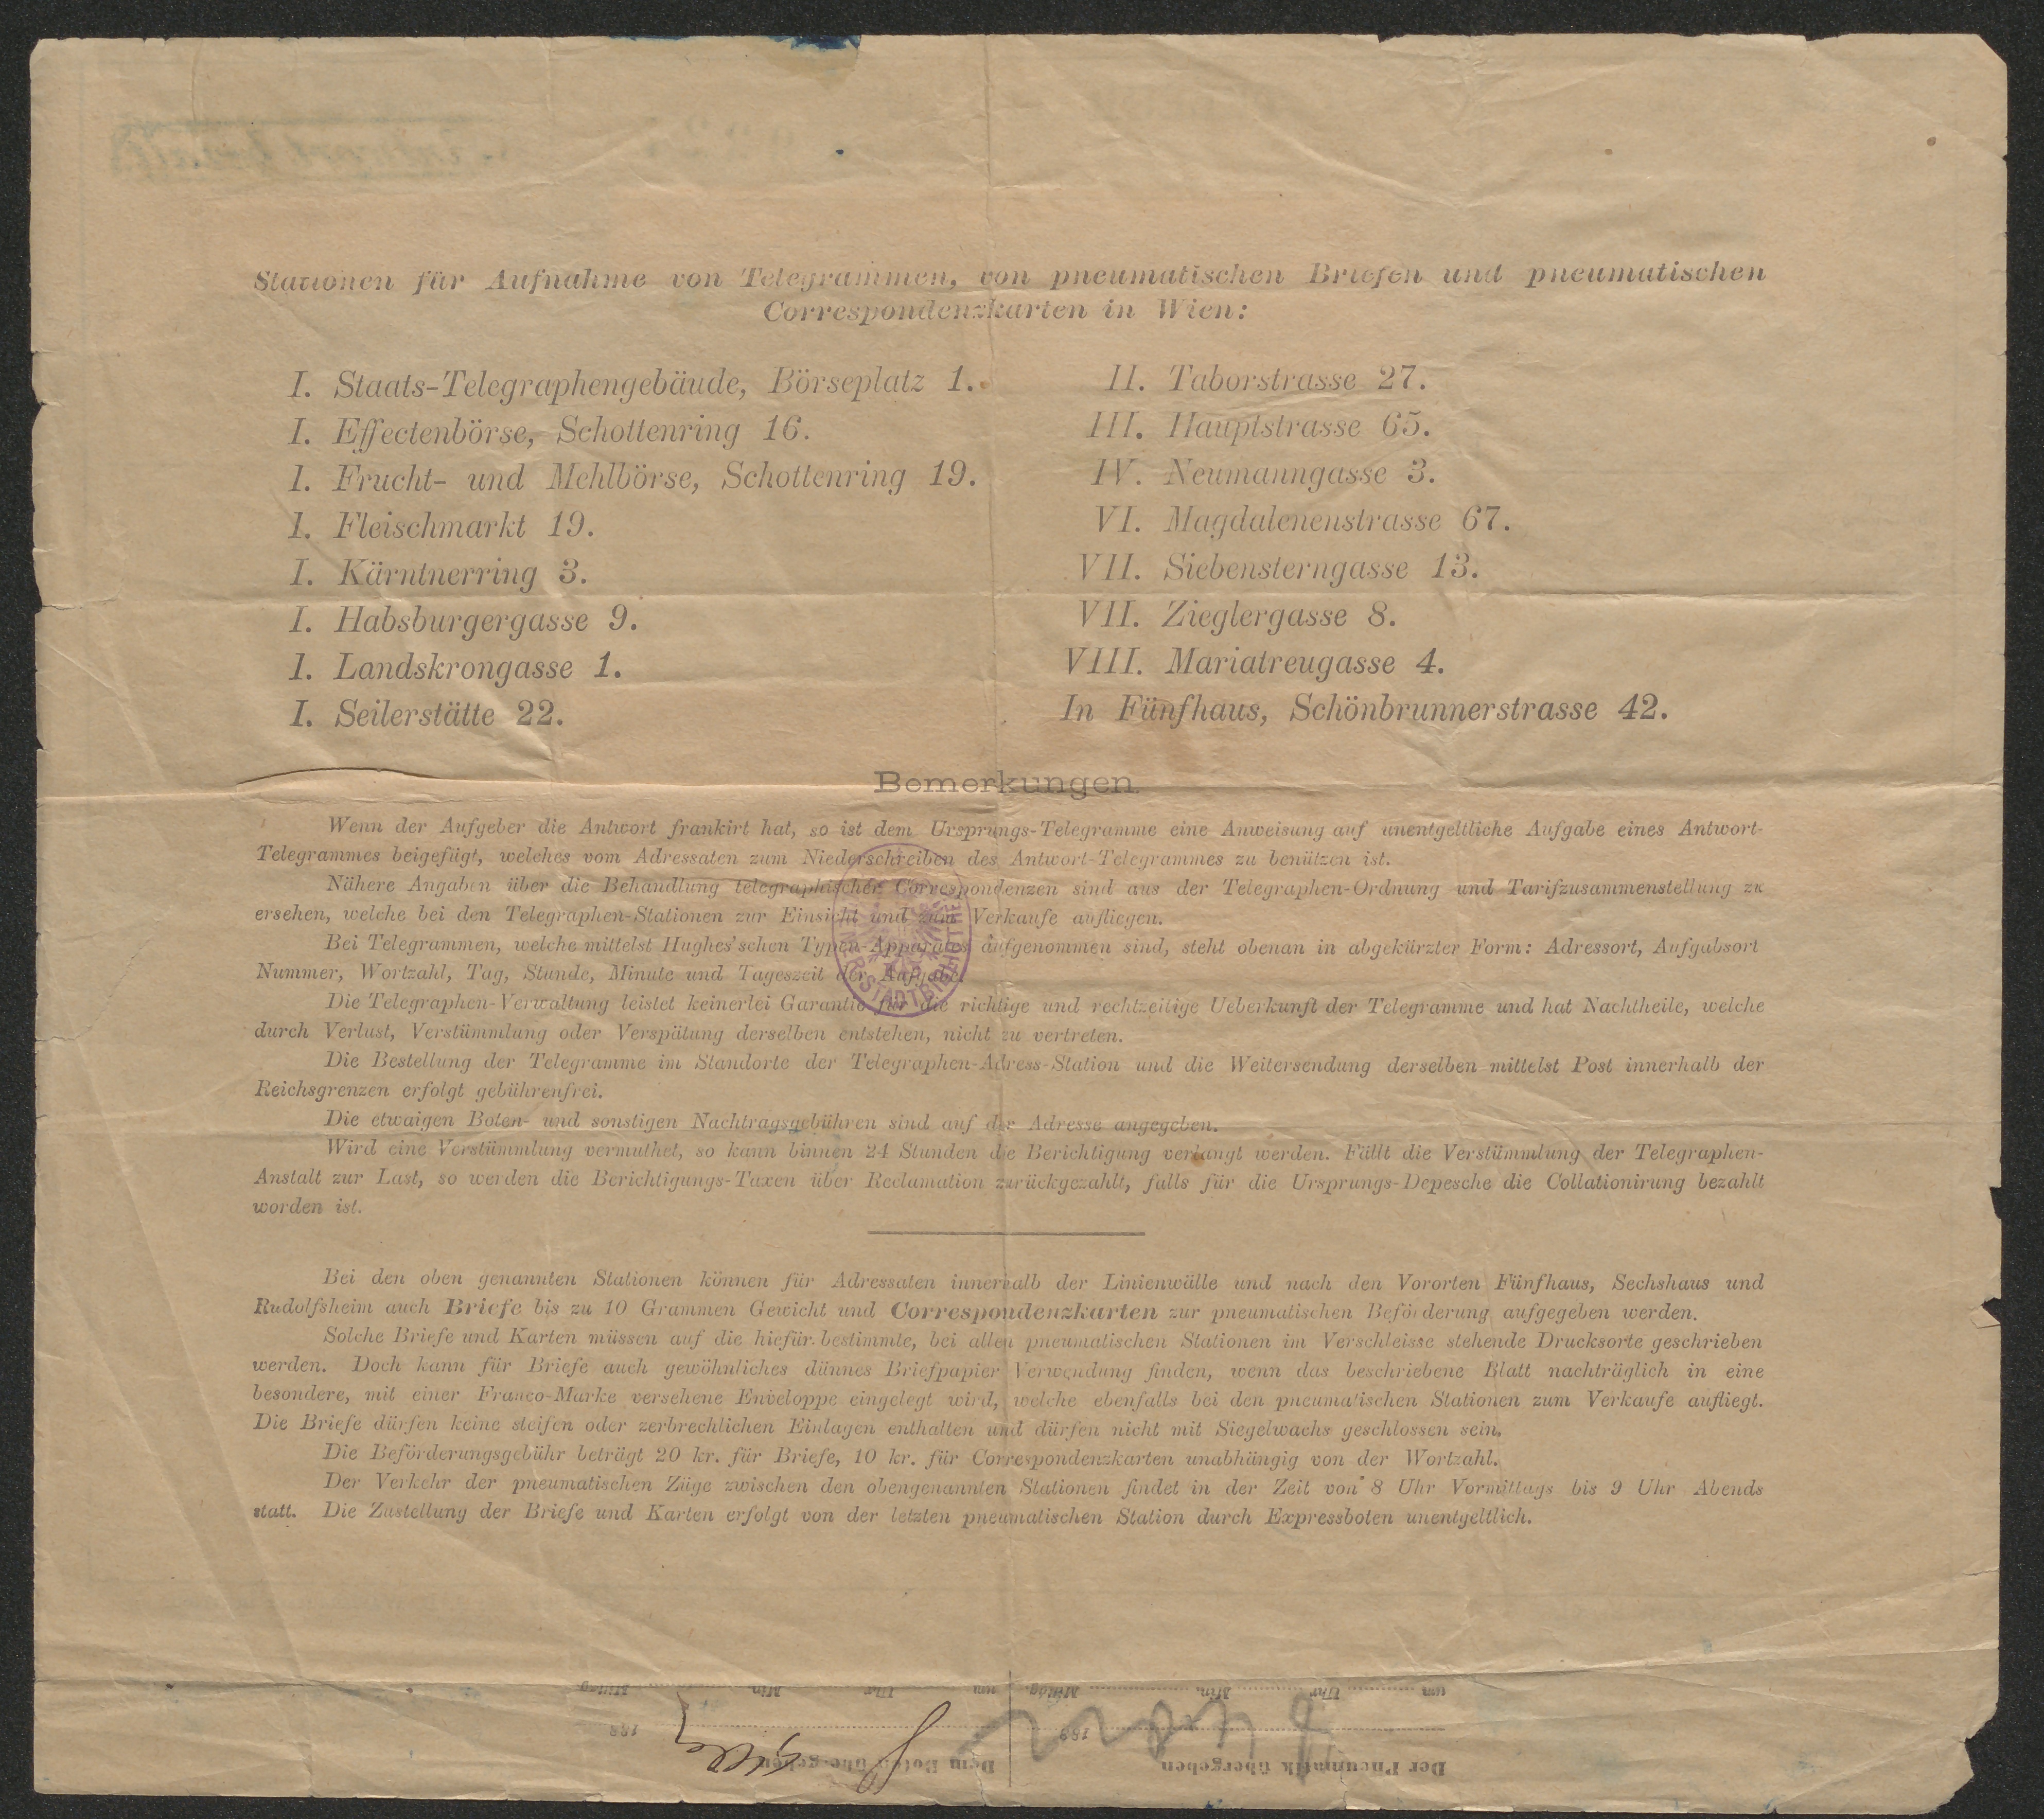 Stationen für Aufnahme von Telegrammen, von pneumatischen Briefen und pneumatischen
Correspondenzkarten in Wien:
I. Staats-Telegraphengebäude, Börseplatz 1.
I. Effectenbörse, Schottenring 16.
I. Frucht- und Mehlbörse, Schottenring 19.
I. Fleischmarkt 19.
I. Kärntnerring 3.
I. Habsburgergasse 9.
I. Landskrongasse 1.
I. Seilerstätte 22.
II. Taborstrasse 27.
III. Hauptstrasse 65.
IV. Neumanngasse 3.
VI. Magdalenenstrasse 67.
VII. Siebensterngasse 13.
VII. Zieglergasse 8.
VIII. Mariatreugasse 4.
In Fünfhaus, Schönbrunnerstrasse 42.
Bemerkungen.
Wenn der Aufgeber die Antwort frankirt hat, so ist dem Ursprungs-Telegramme eine Anweisung auf unentgeltliche Aufgabe eines Antwort-
Telegrammes beigefügt, welches vom Adressaten zum Niederschreiben des Antwort-Telegrammes zu benützen ist.
Nähere Angaben über die Behandlung telegraphischer Correspondenzen sind aus der Telegraphen-Ordnung und Tarifzusammenstellung zu
ersehen, welche bei den Telegraphen-Stationen zur Einsicht und zum Verkaufe aufliegen.
Bei Telegrammen, welche mittelst Hughes'schen Typen-Apparates aufgenommen sind, steht obenan in abgekürzter Form: Adressort, Aufgabsort
Nummer, Wortzahl, Tag, Stunde, Minute und Tageszeit der Aufgabe.
Die Telegraphen-Verwaltung leistet keinerlei Garantie für die richtige und rechtzeitige Ueberkunft der Telegramme und hat Nachtheile, welche
durch Verlust, Verstümmlung oder Verspätung derselben entstehen, nicht zu vertreten.
Die Bestellung der Telegramme im Standorte der Telegraphen-Adress-Station und die Weitersendung derselben mittelst Post innerhalb der
Reichsgrenzen erfolgt gebührenfrei.
Die etwaigen Boten- und sonstigen Nachtragsgebühren sind auf der Adresse angegeben.
Wird eine Verstümmlung vermuthet, so kann binnen 24 Stunden die Berichtigung verlangt werden. Fällt die Verstümmlung der Telegraphen-
Anstalt zur Last, so werden die Berichtigungs-Taxen über Reclamation zurückgezahlt, falls für die Ursprungs-Depesche die Collationirung bezahlt
worden ist.
Bei den oben genannten Stationen können für Adressaten innerhalb der Linienwälle und nach den Vororten Fünfhaus, Sechshaus und
Rudolfsheim auch Briefe bis zu 10 Grammen Gewicht und Correspondenzkarten zur pneumatischen Beförderung aufgegeben werden.
Solche Briefe und Karten müssen auf die hiefür bestimmte, bei allen pneumatischen Stationen im Verschleisse stehende Drucksorte geschrieben
werden. Doch kann für Briefe auch gewöhnliches dünnes Briefpapier Verwendung finden, wenn das beschriebene Blatt nachträglich in eine
besondere, mit einer Franco-Marke versehene Enveloppe eingelegt wird, welche ebenfalls bei den pneumatischen Stationen zum Verkaufe aufliegt.
Die Briefe dürfen keine steifen oder zerbrechlichen Einlagen enthalten und dürfen nicht mit Siegelwachs geschlossen sein.
Die Beförderungsgebühr beträgt 20 kr. für Briefe, 10 kr. für Correspondenzkarten unabhängig von der Wortzahl.
Der Verkehr der pneumatischen Züge zwischen den obengenannten Stationen findet in der Zeit von 8 Uhr Vormittags bis 9 Uhr Abends
statt. Die Zustellung der Briefe und Karten erfolgt von der letzten pneumatischen Station durch Expressboten unentgeltlich.
Der Pneumatik übergeben
188
um Uhr Min. Mittag.
Dem Boten übergeben
188
um Uhr Min. Mittag